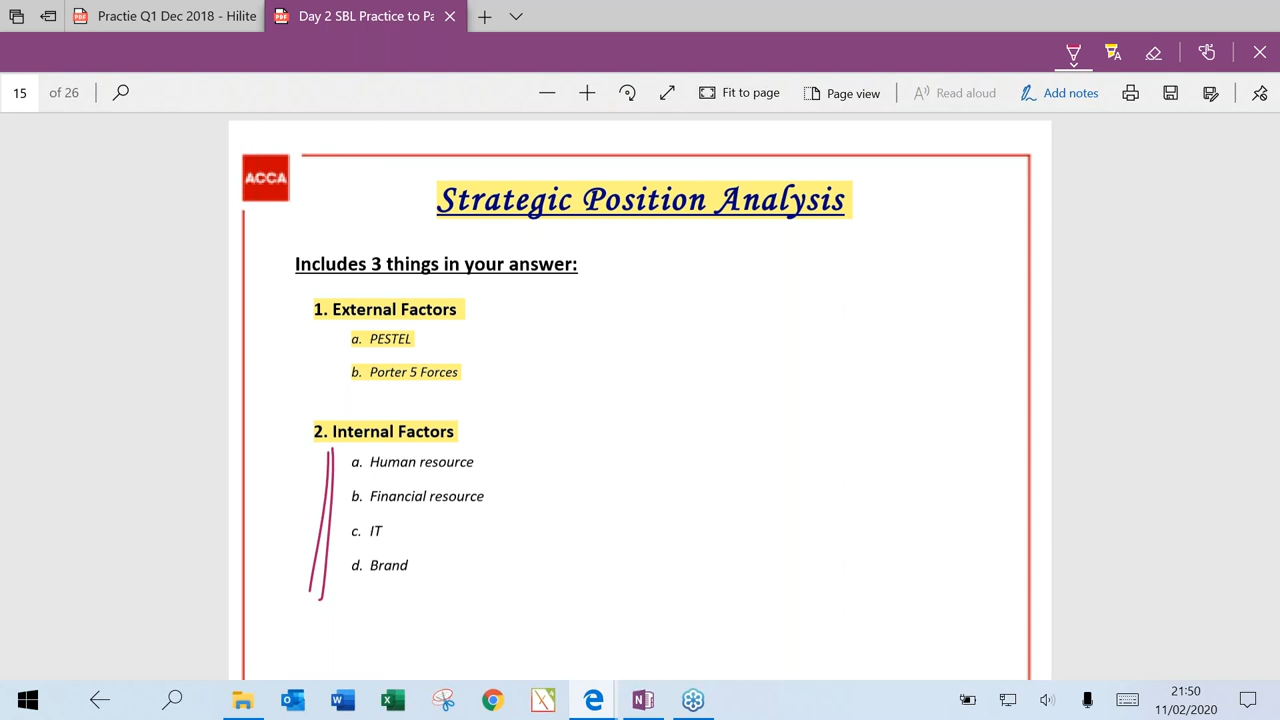 Practie Q1 Dec 2018 - Hilite
Day 2 SBL Practice to Pa
15 of 26
Fit to page
Page view
Read aloud
Add notes
ACCA
Strategic Position Analysis
Includes 3 things in your answer:
1. External Factors
a. PESTEL
b. Porter 5 Forces
2. Internal Factors
a. Human resource
b. Financial resource
c. IT
d. Brand
21:50
11/02/2020